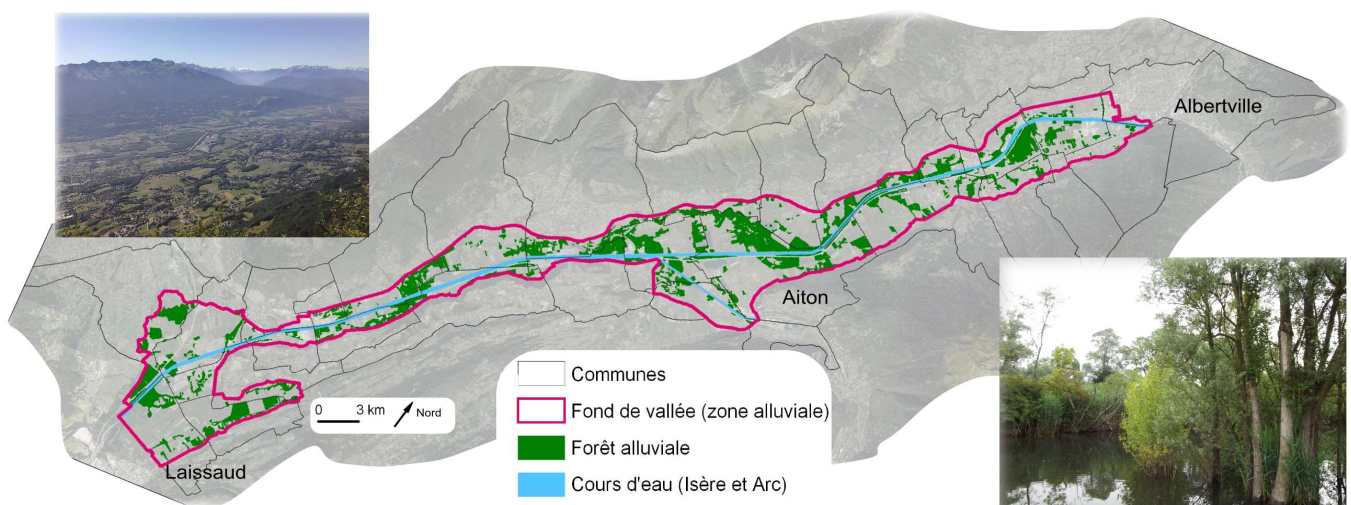 Albertville
Aiton
Laissaud
0 3 km Nord
Communes
Fond de vallée (zone alluviale)
Forêt alluviale
Cours d'eau (Isère et Arc)